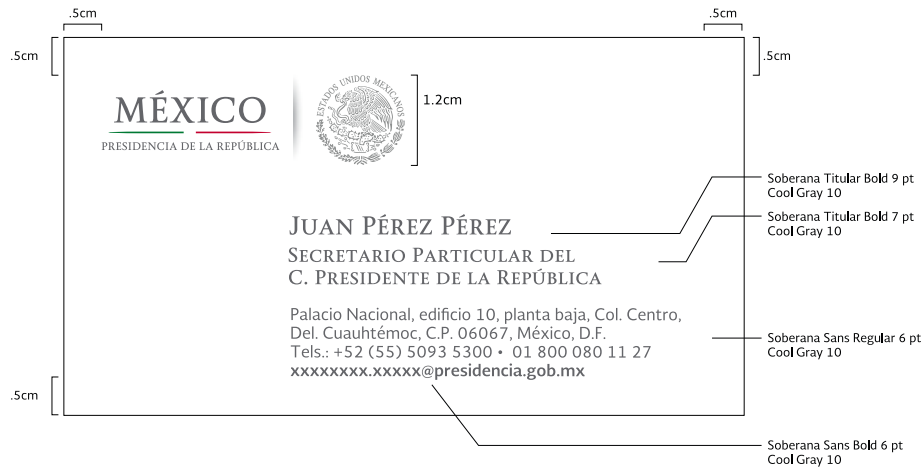 .5cm
.5cm
.5cm
.5cm
MÉXICO
PRESIDENCIA DE LA REPÚBLICA
ESTADOS UNIDOS MEXICANOS
1.2cm
Soberana Titular Bold 9 pt
Cool Gray 10
Soberana Titular Bold 7 pt
Cool Gray 10
JUAN PÉREZ PÉREZ
SECRETARIO PARTICULAR DEL
C. PRESIDENTE DE LA REPÚBLICA
Palacio Nacional, edificio 10, planta baja, Col. Centro,
Del. Cuauhtémoc, C.P. 06067, México, D.F.
Tels.: +52 (55) 5093 5300 • 01 800 080 11 27
xxxxxxxx.xxxxx@presidencia.gob.mx
Soberana Sans Regular 6 pt
Cool Gray 10
.5cm
Soberana Sans Bold 6 pt
Cool Gray 10